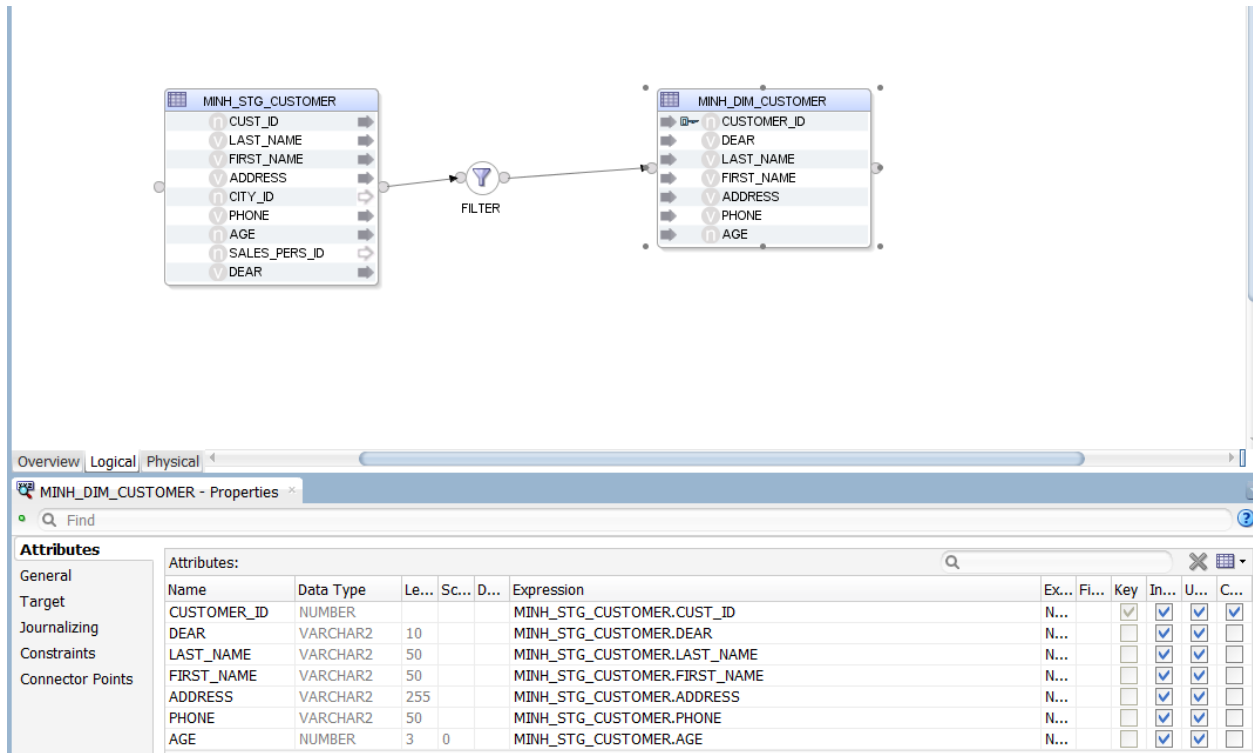 MINH_STG_CUSTOMER
CUST_ID
LAST_NAME
FIRST_NAME
ADDRESS
CITY_ID
PHONE
AGE
SALES_PERS_ID
DEAR
FILTER
MINH_DIM_CUSTOMER
CUSTOMER_ID
DEAR
LAST_NAME
FIRST_NAME
ADDRESS
PHONE
AGE
Overview Logical Physical
MINH_DIM_CUSTOMER - Properties
Find
Attributes
General
Target
Journalizing
Constraints
Connector Points
Attributes:
Name Data Type Le... Sc... D... Expression Ex... Fi... Key In... U... C...
CUSTOMER_ID NUMBER MINH_STG_CUSTOMER.CUST_ID N...
DEAR VARCHAR2 10 MINH_STG_CUSTOMER.DEAR N...
LAST_NAME VARCHAR2 50 MINH_STG_CUSTOMER.LAST_NAME N...
FIRST_NAME VARCHAR2 50 MINH_STG_CUSTOMER.FIRST_NAME N...
ADDRESS VARCHAR2 255 MINH_STG_CUSTOMER.ADDRESS N...
PHONE VARCHAR2 50 MINH_STG_CUSTOMER.PHONE N...
AGE NUMBER 3 0 MINH_STG_CUSTOMER.AGE N...